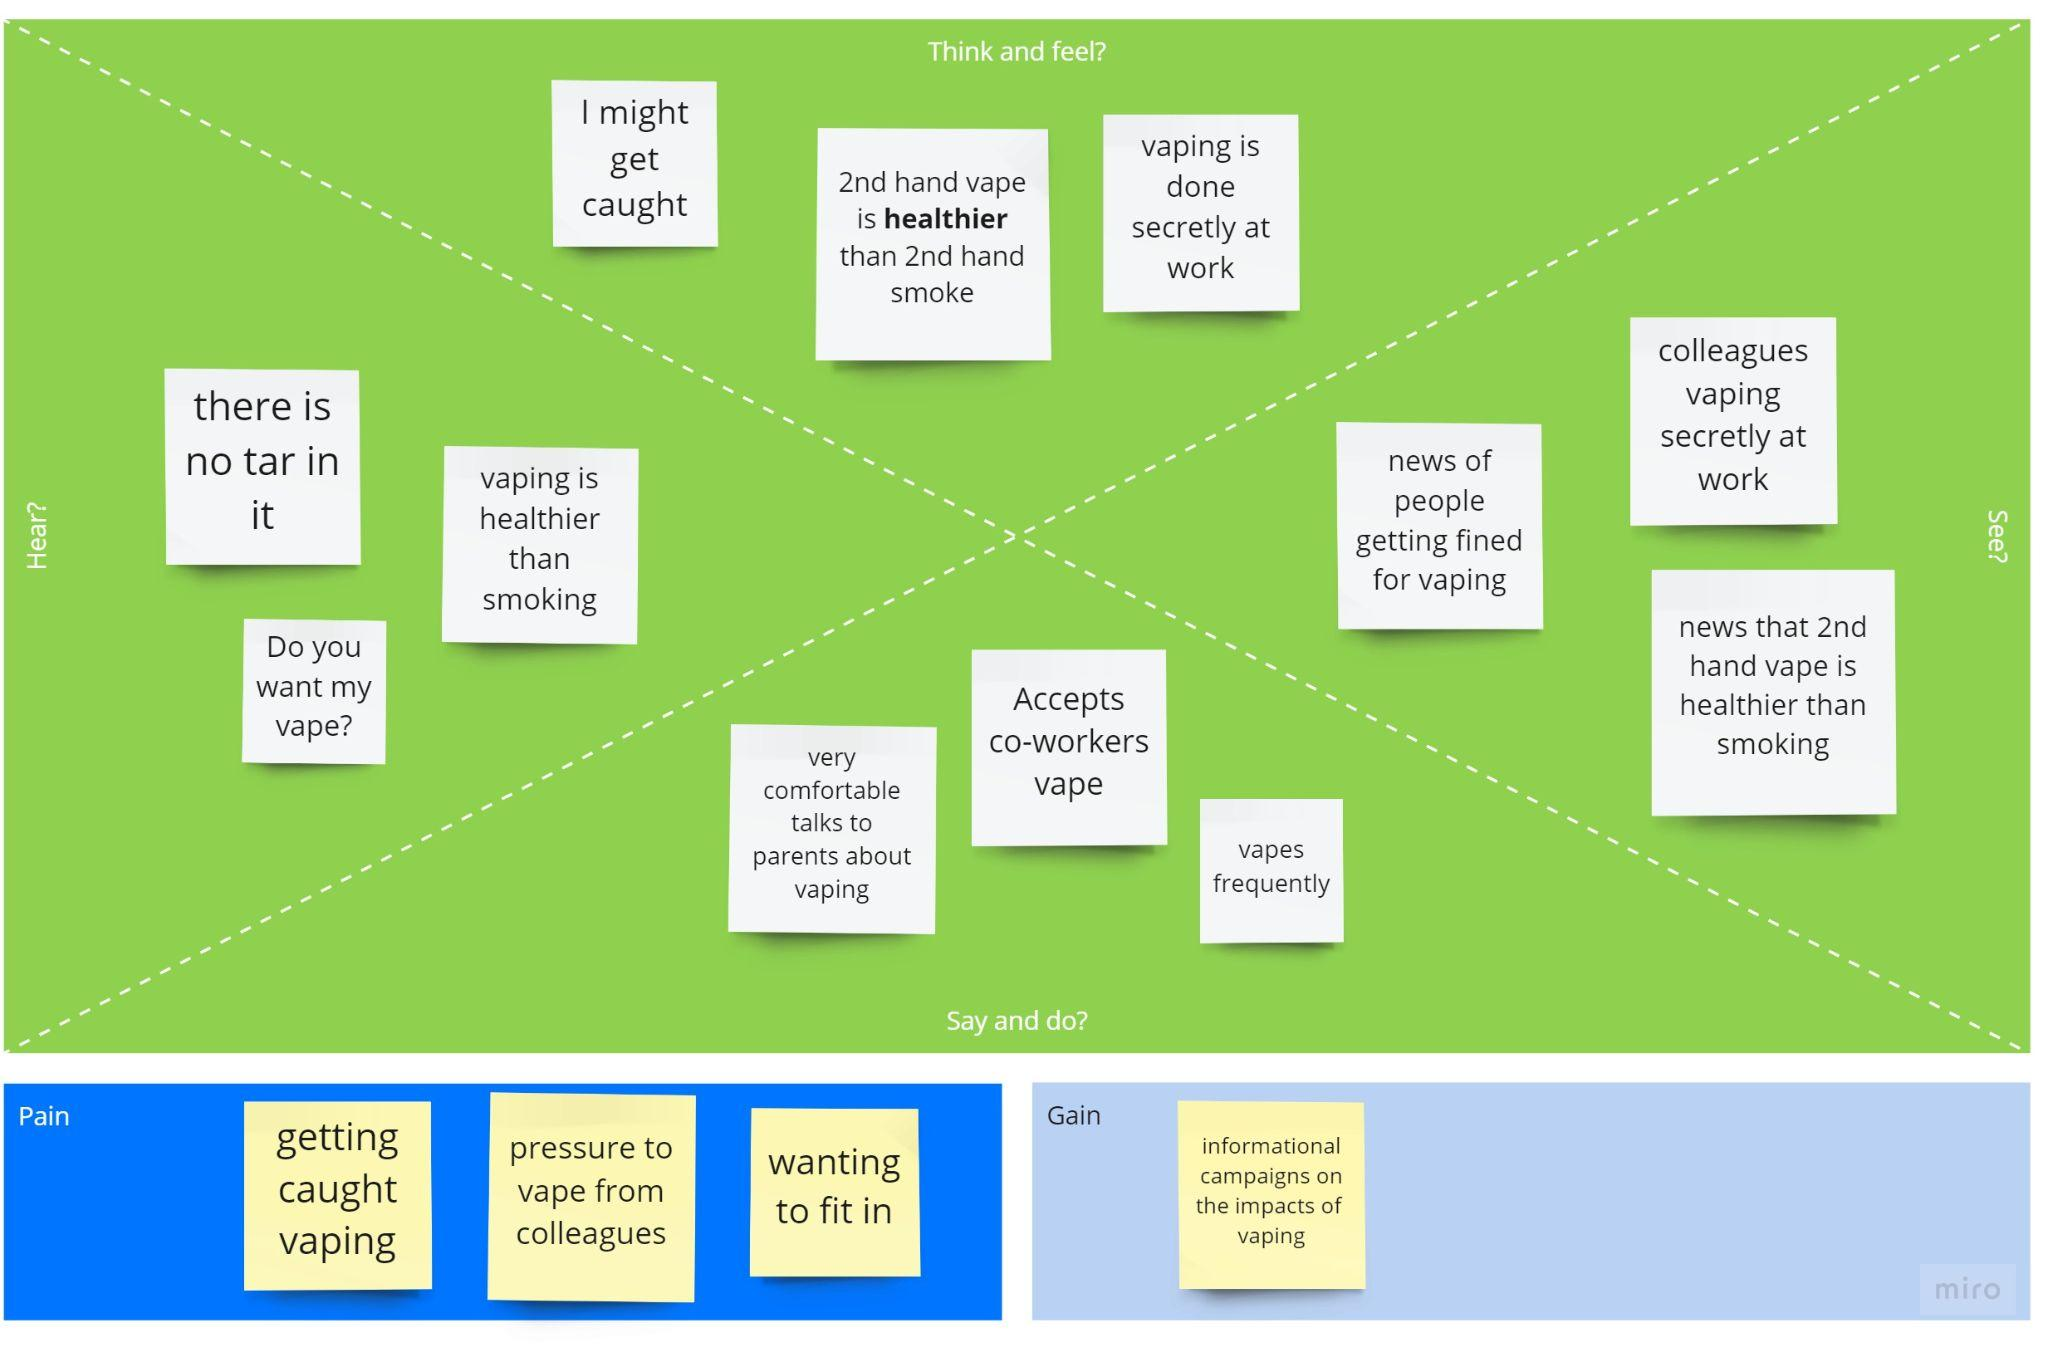 Think and feel?
I might
get
caught
2nd hand vape
is healthier
than 2nd hand
smoke
vaping is
done
secretly at
work
Hear?
there is
no tar in
it
vaping is
healthier
than
smoking
Do you
want my
vape?
See?
colleagues
vaping
secretly at
work
news of
people
getting fined
for vaping
news that 2nd
hand vape is
healthier than
smoking
Accepts
co-workers
vape
very
comfortable
talks to
parents about
vaping
vapes
frequently
Say and do?
Pain
getting
caught
vaping
pressure to
vape from
colleagues
wanting
to fit in
Gain
informational
campaigns on
the impacts of
vaping
miro